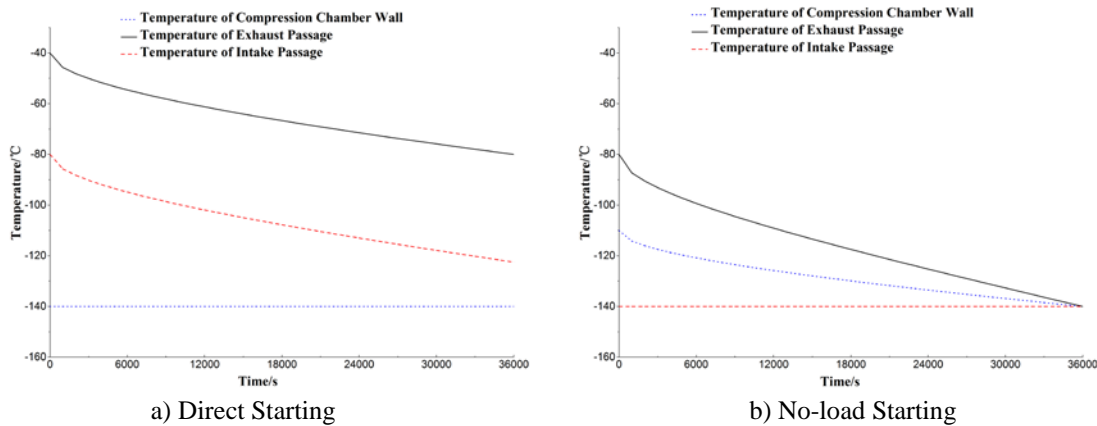 Temperature of Compression Chamber Wall
Temperature of Exhaust Passage
Temperature of Intake Passage
-40
-60
-80
-100
-120
-140
-160
Temperature/℃
0
6000
12000
18000
24000
30000
36000
Time/s
a) Direct Starting
Temperature of Compression Chamber Wall
Temperature of Exhaust Passage
Temperature of Intake Passage
-40
-60
-80
-100
-120
-140
-160
Temperature/℃
0
6000
12000
18000
24000
30000
36000
Time/s
b) No-load Starting